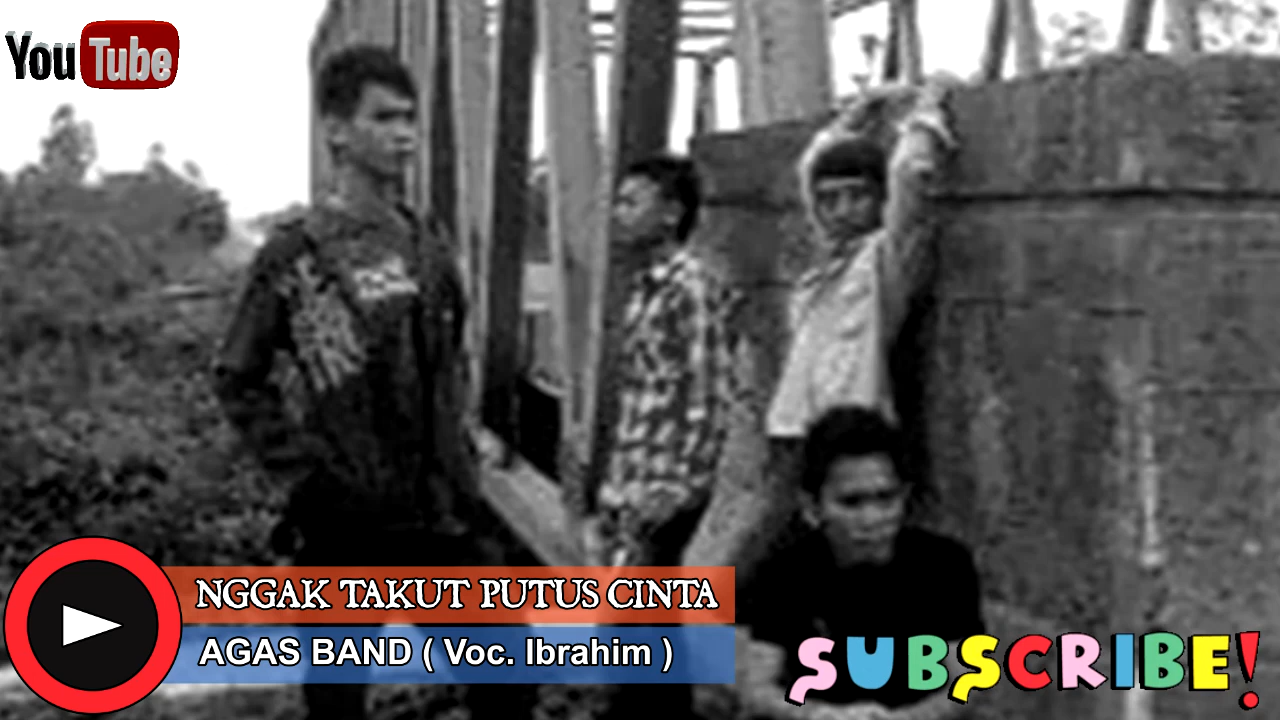 YouTube
NGGAK TAKUT PUTUS CINTA
AGAS BAND ( Voc. Ibrahim )
SUBSCRIBE!